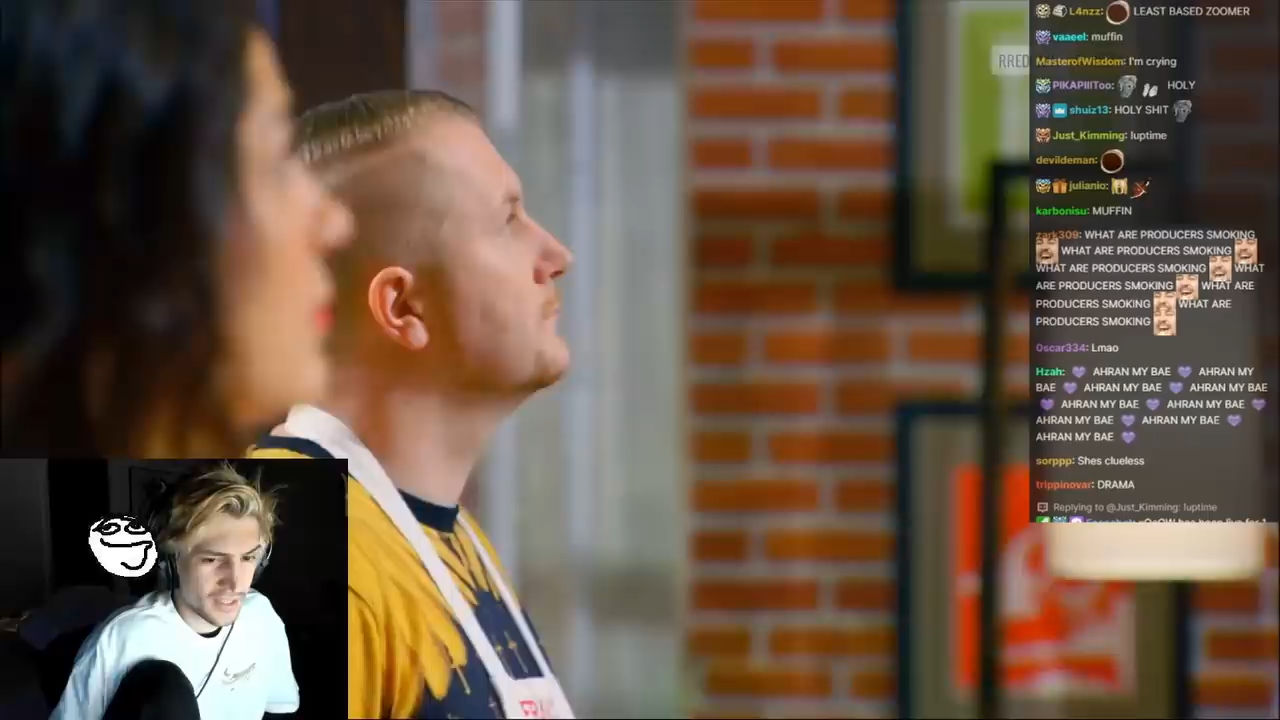 RRED
L4nzz: LEAST BASED ZOOMER
vaaeel: muffin
MasterofWisdom: I'm crying
PIKAPIIIToo: HOLY
shuiz13: HOLY SHIT
Just_Kimming: !uptime
devildeman:
julianio:
karbonisu: MUFFIN
zark309: WHAT ARE PRODUCERS SMOKING
WHAT ARE PRODUCERS SMOKING
WHAT ARE PRODUCERS SMOKING WHAT
ARE PRODUCERS SMOKING WHAT ARE
PRODUCERS SMOKING WHAT ARE
PRODUCERS SMOKING
0scar334: Lmao
Hzah: AHRAN MY BAE AHRAN MY
BAE AHRAN MY BAE AHRAN MY BAE
AHRAN MY BAE AHRAN MY BAE
AHRAN MY BAE AHRAN MY BAE
AHRAN MY BAE
sorppp: Shes clueless
trippinovar: DRAMA
Replying to @Just_Kimming: !uptime